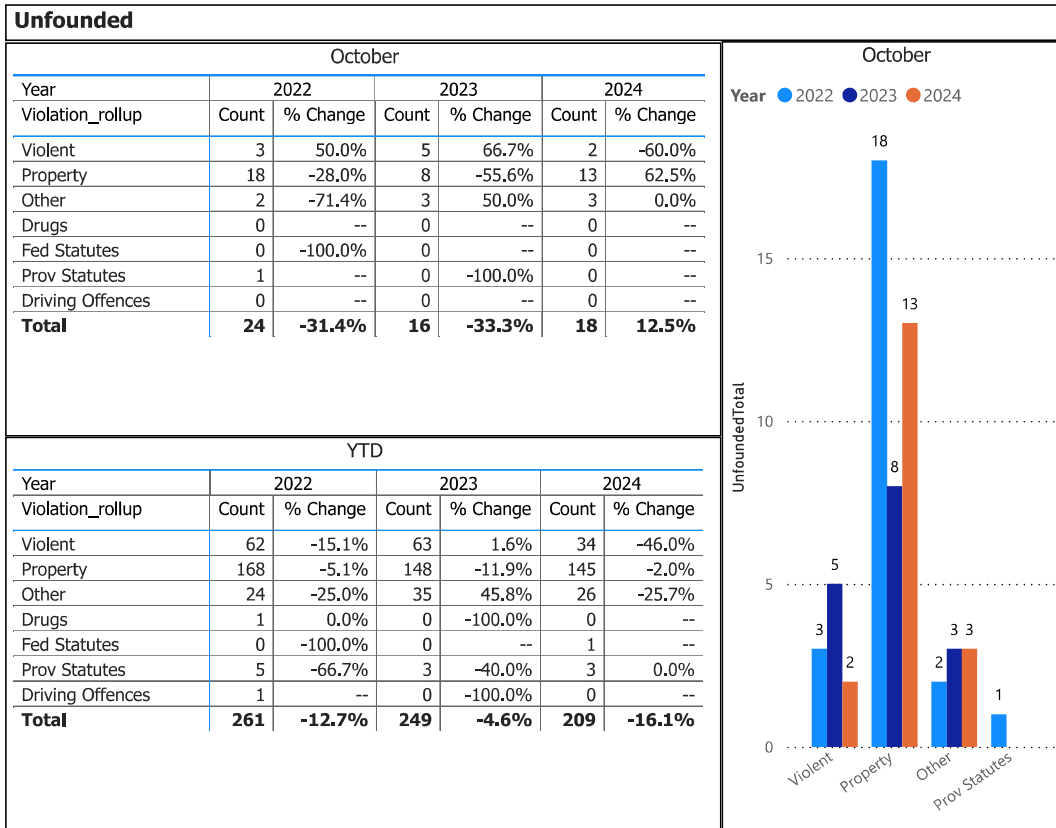 Unfounded
October
Year 2022 2023 2024
Violation_rollup Count % Change Count % Change Count % Change
Violent 3 50.0% 5 66.7% 2 -60.0%
Property 18 -28.0% 8 -55.6% 13 62.5%
Other 2 -71.4% 3 50.0% 3 0.0%
Drugs 0 -- 0 -- 0 --
Fed Statutes 0 -100.0% 0 -- 0 --
Prov Statutes 1 -- 0 -100.0% 0 --
Driving Offences 0 -- 0 -- 0 --
Total 24 -31.4% 16 -33.3% 18 12.5%
YTD
Year 2022 2023 2024
Violation_rollup Count % Change Count % Change Count % Change
Violent 62 -15.1% 63 1.6% 34 -46.0%
Property 168 -5.1% 148 -11.9% 145 -2.0%
Other 24 -25.0% 35 45.8% 26 -25.7%
Drugs 1 0.0% 0 -100.0% 0 --
Fed Statutes 0 -100.0% 0 -- 1 --
Prov Statutes 5 -66.7% 3 -40.0% 3 0.0%
Driving Offences 1 -- 0 -100.0% 0 --
Total 261 -12.7% 249 -4.6% 209 -16.1%
October
Year 2022 2023 2024
18
15
13
10
8
5
5
3 2 2 3 3 1
0
UnfoundedTotal
Violent Property Other Prov Statutes